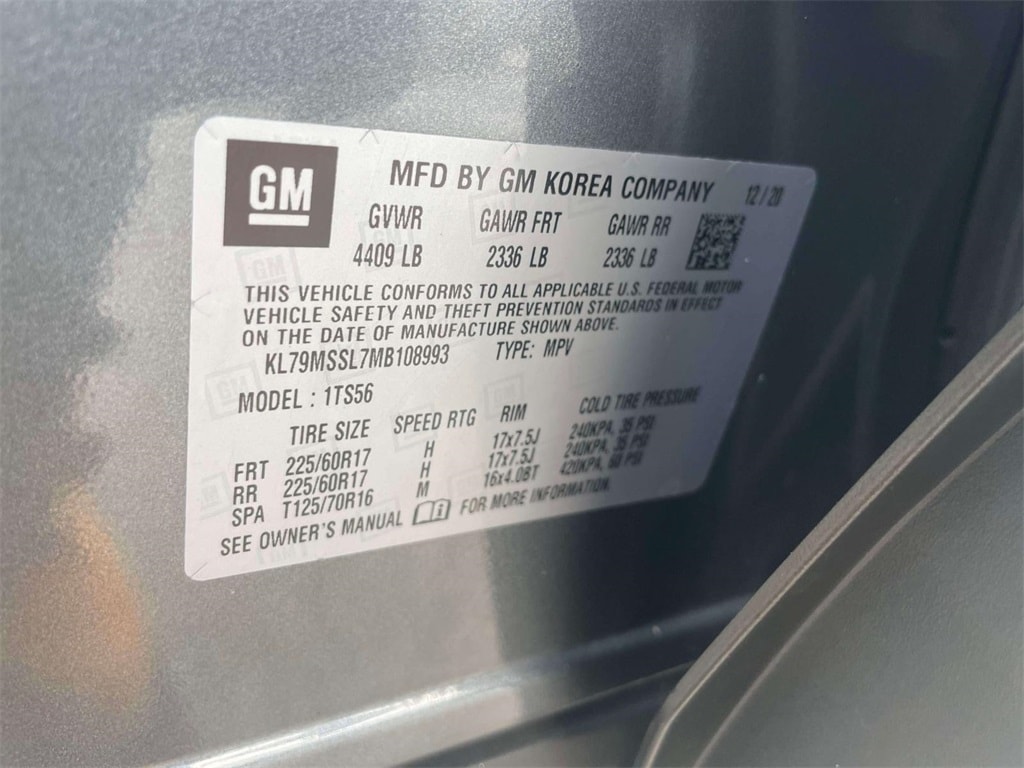 GM
MFD BY GM KOREA COMPANY 12/20
GVWR GAWR FRT GAWR RR
4409 LB 2336 LB 2336 LB
THIS VEHICLE CONFORMS TO ALL APPLICABLE U.S. FEDERAL MOTOR
VEHICLE SAFETY AND THEFT PREVENTION STANDARDS IN EFFECT
ON THE DATE OF MANUFACTURE SHOWN ABOVE.
KL79MSSL7MB108993 TYPE: MPV
MODEL : 1TS56
TIRE SIZE SPEED RTG RIM COLD TIRE PRESSURE
FRT 225/60R17 H 17x7.5J 240KPA, 35 PSI
RR 225/60R17 H 17x7.5J 240KPA, 35 PSI
SPA T125/70R16 M 16x4.0BT 420KPA, 60 PSI
SEE OWNER'S MANUAL FOR MORE INFORMATION.